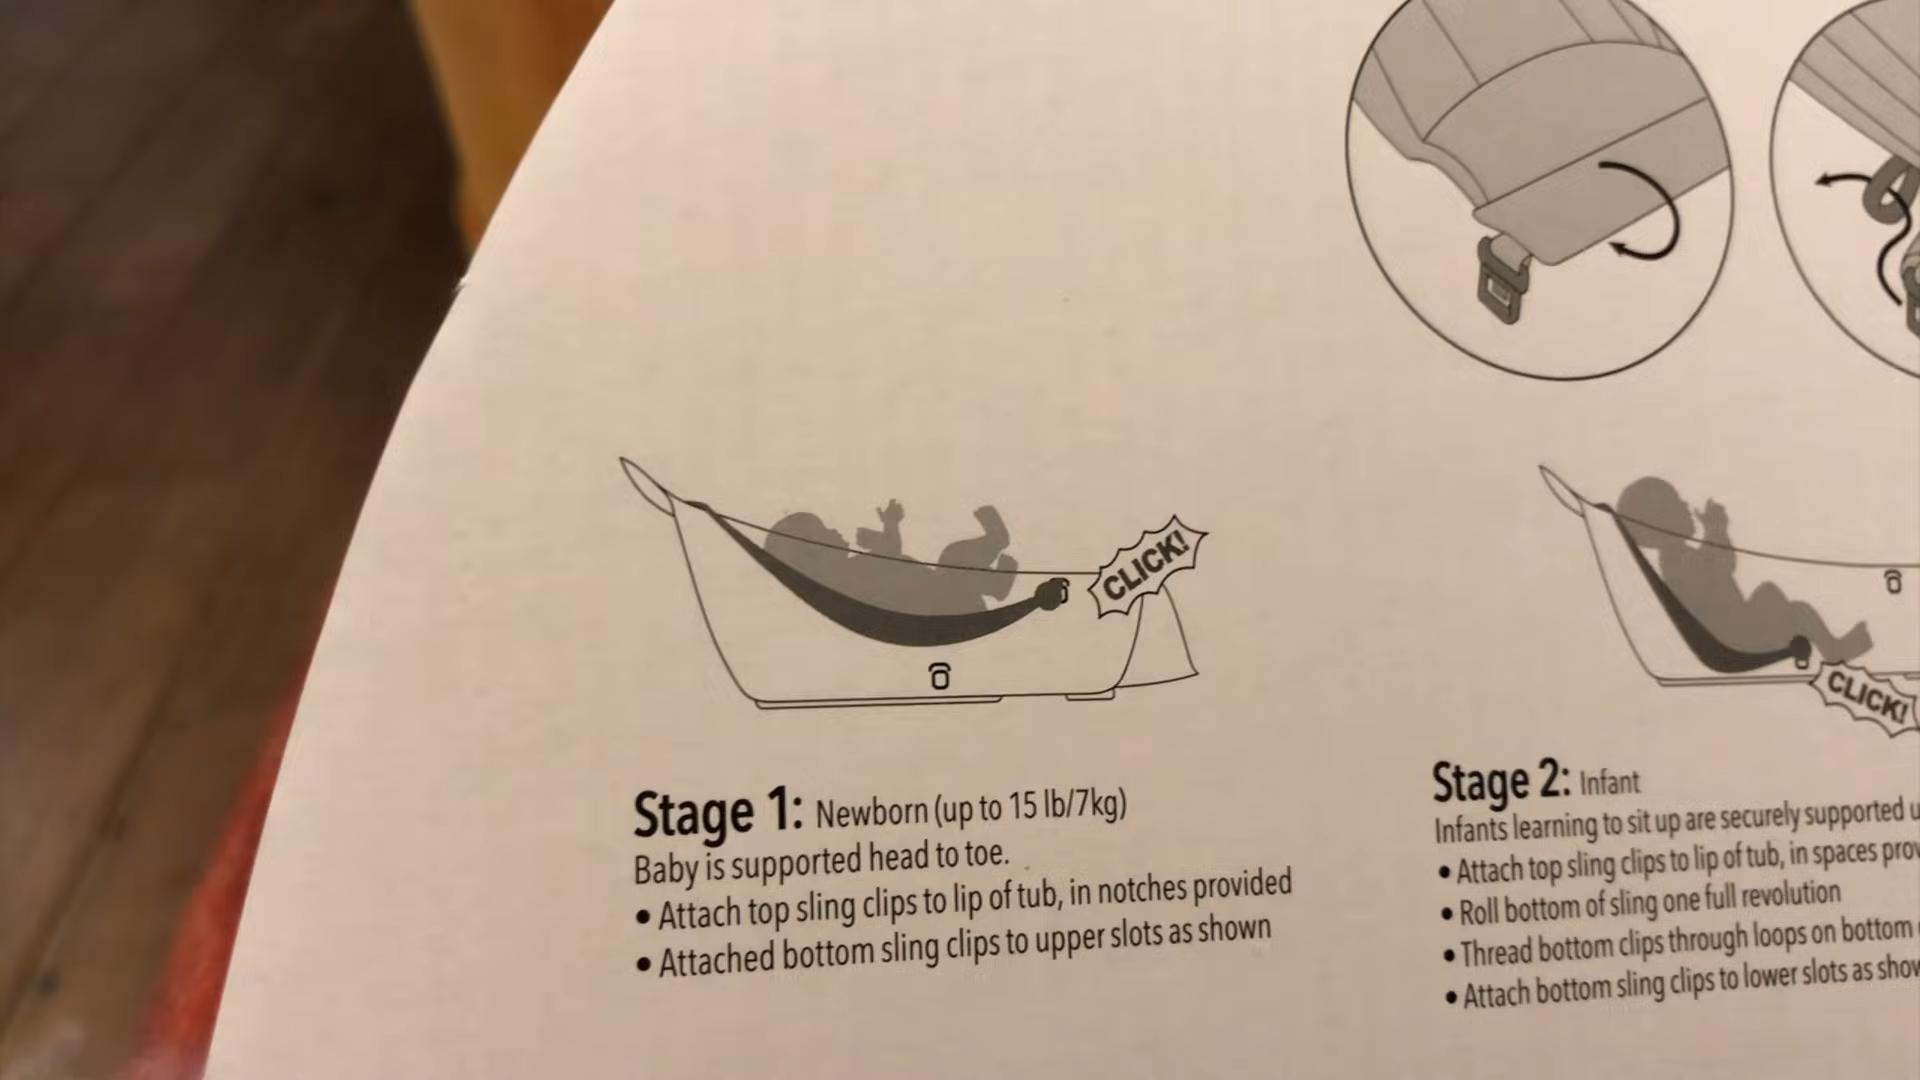 CLICK!
Stage 1: Newborn (up to 15 lb/7kg)
Baby is supported head to toe.
• Attach top sling clips to lip of tub, in notches provided
• Attached bottom sling clips to upper slots as shown
CLICK!
Stage 2: Infant
Infants learning to sit up are securely supported
• Attach top sling clips to lip of tub, in spaces
• Roll bottom of sling one full revolution
• Thread bottom clips through loops on bottom
• Attach bottom sling clips to lower slots as